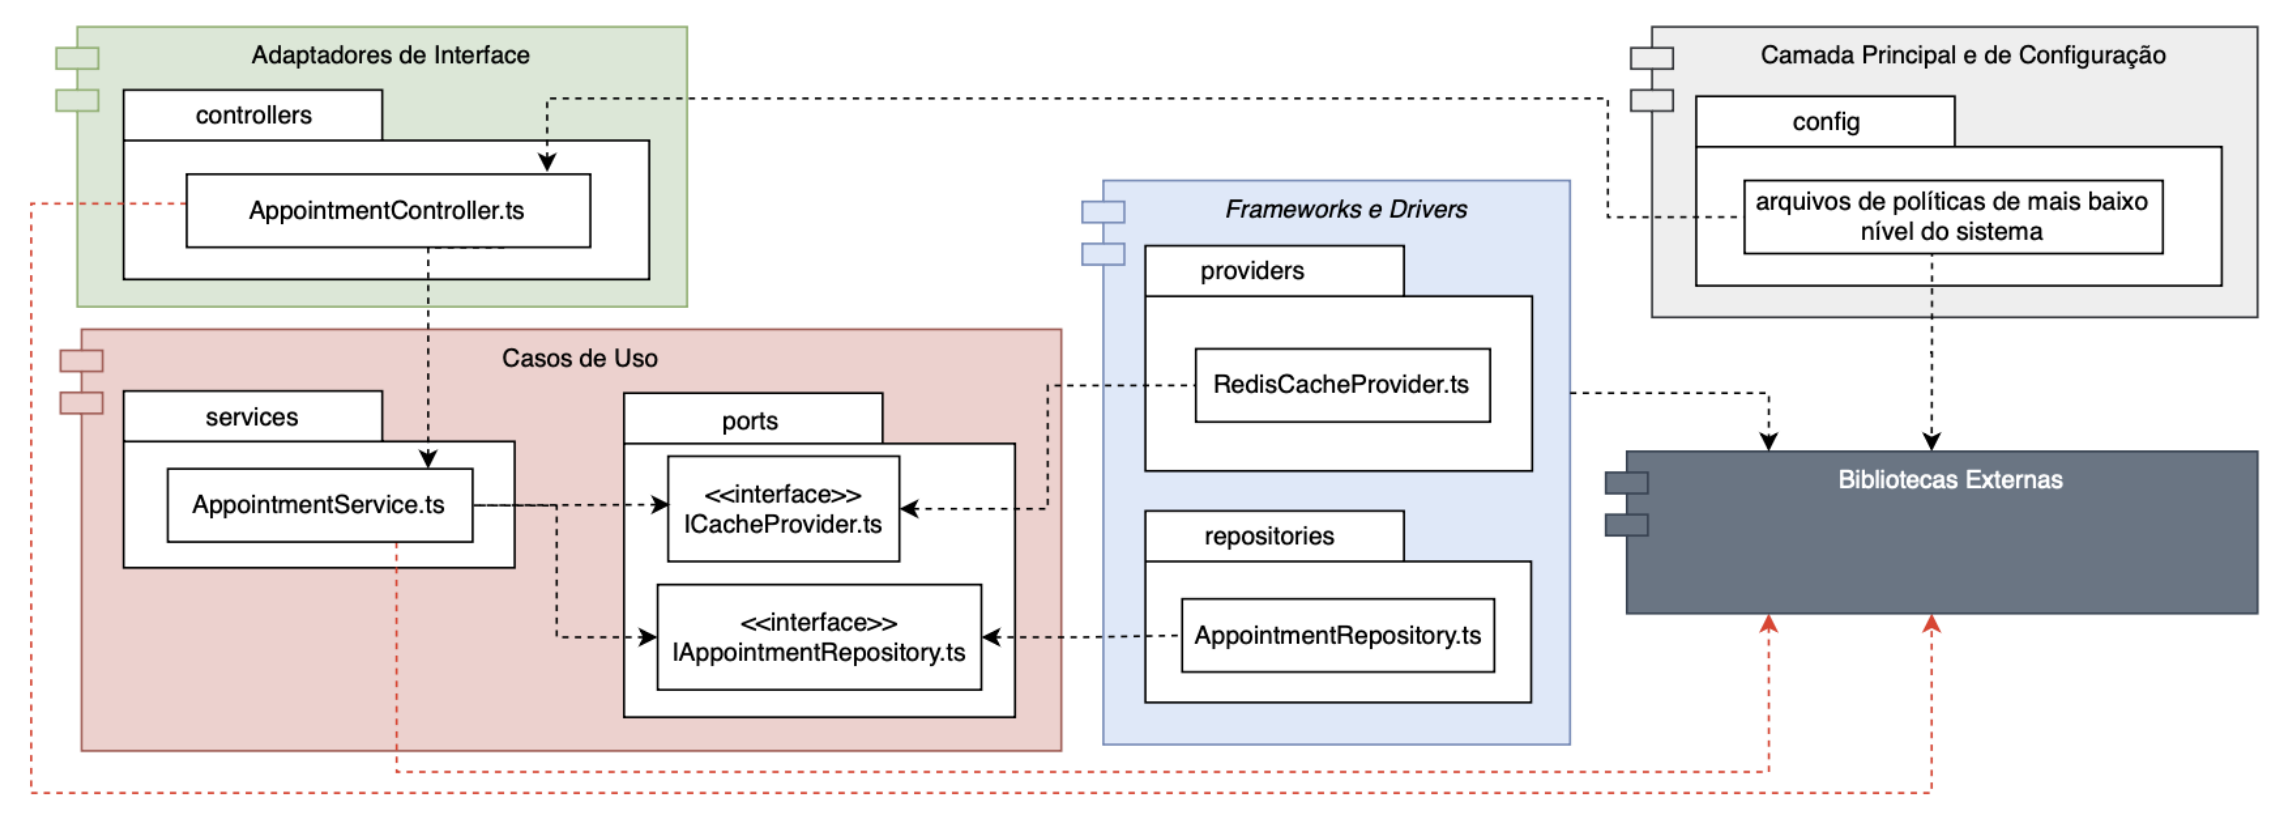 Adaptadores de Interface
controllers
AppointmentController.ts
Camada Principal e de Configuração
config
arquivos de políticas de mais baixo
nível do sistema
Frameworks e Drivers
providers
RedisCacheProvider.ts
repositories
AppointmentRepository.ts
Casos de Uso
services
AppointmentService.ts
ports
<<interface>>
ICacheProvider.ts
<<interface>>
IAppointmentRepository.ts
Bibliotecas Externas